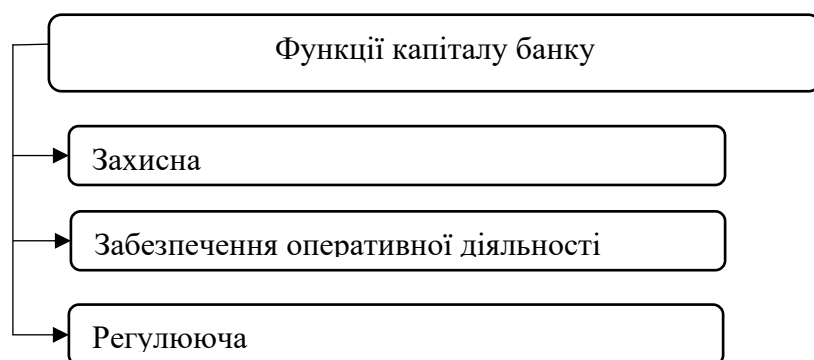 Функції капіталу банку
Захисна
Забезпечення оперативної діяльності
Регулююча